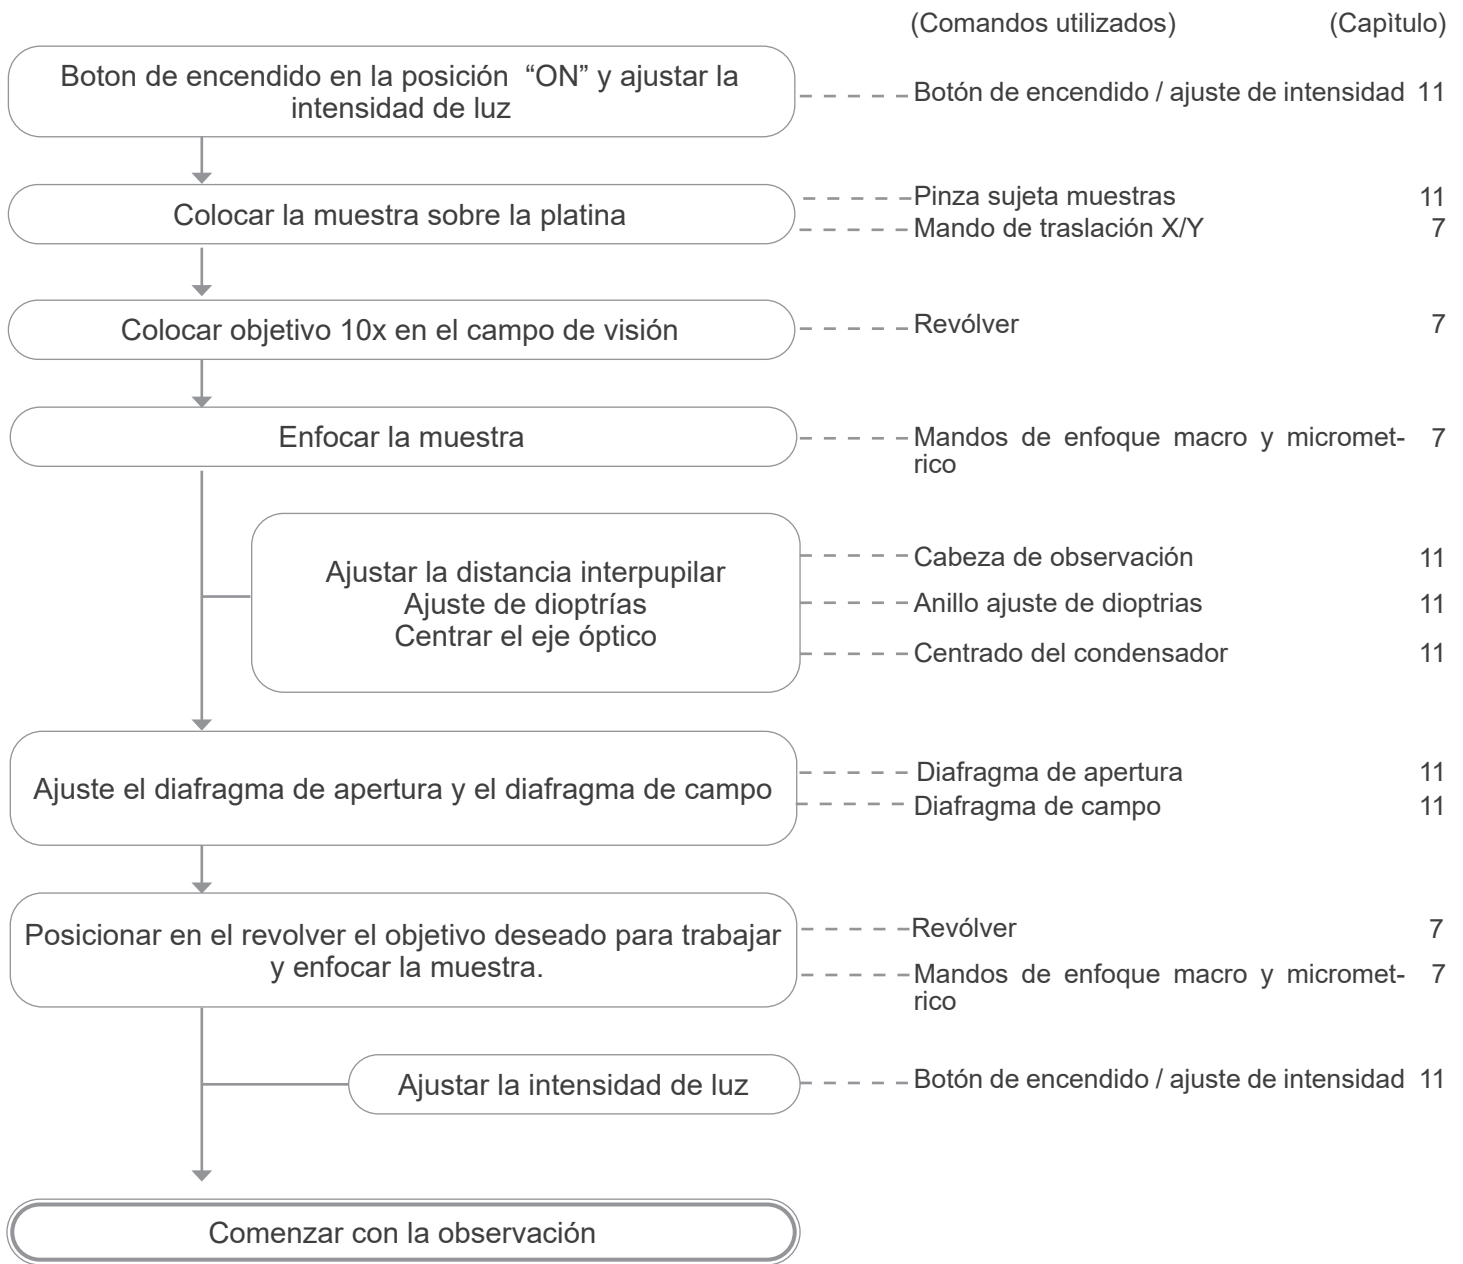 (Comandos utilizados) (Capìtulo)
Boton de encendido en la posición “ON” y ajustar la
intensidad de luz
Botón de encendido / ajuste de intensidad 11
Colocar la muestra sobre la platina
Pinza sujeta muestras 11
Mando de traslación X/Y 7
Colocar objetivo 10x en el campo de visión
Revólver 7
Enfocar la muestra
Mandos de enfoque macro y micromet- 7
rico
Ajustar la distancia interpupilar
Ajuste de dioptrías
Centrar el eje óptico
Cabeza de observación 11
Anillo ajuste de dioptrias 11
Centrado del condensador 11
Ajuste el diafragma de apertura y el diafragma de campo
Diafragma de apertura 11
Diafragma de campo 11
Posicionar en el revolver el objetivo deseado para trabajar
y enfocar la muestra.
Revólver 7
Mandos de enfoque macro y micromet- 7
rico
Ajustar la intensidad de luz
Botón de encendido / ajuste de intensidad 11
Comenzar con la observación